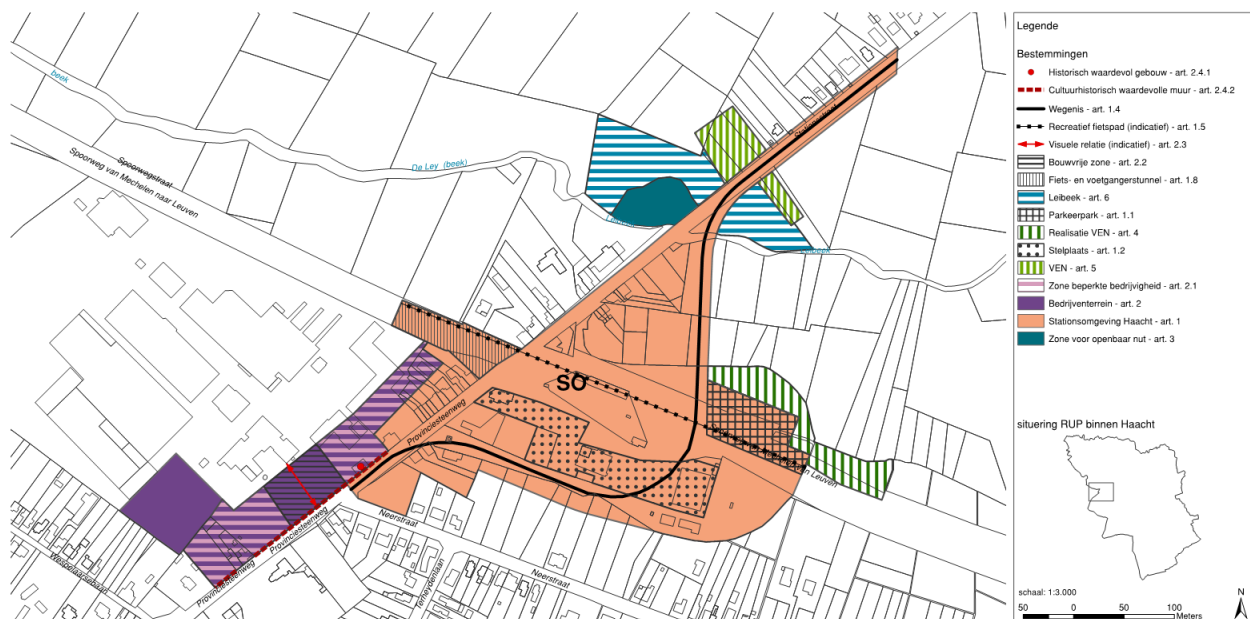 beek
De Ley (beek)
Spoorwegstraat
Spoorweg van Mechelen naar Leuven
Stationsstraat
SO
Provinciesteenweg
Leuven
Provinciesteenweg
Provinciesteenweg
Neerstraat
Neerstraat
Terheydenlaan
Wespelaarsebaan
Legende
Bestemmingen
Historisch waardevol gebouw - art. 2.4.1
Cultuurhistorisch waardevolle muur - art. 2.4.2
Wegenis - art. 1.4
Recreatief fietspad (indicatief) - art. 1.5
Visuele relatie (indicatief) - art. 2.3
Bouwvrije zone - art. 2.2
Fiets- en voetgangerstunnel - art. 1.8
Leibeek - art. 6
Parkeerpark - art. 1.1
Realisatie VEN - art. 4
Stelplaats - art. 1.2
VEN - art. 5
Zone beperkte bedrijvigheid - art. 2.1
Bedrijventerrein - art. 2
Stationsomgeving Haacht - art. 1
Zone voor openbaar nut - art. 3
situering RUP binnen Haacht
schaal: 1:3.000
N
50 0 50 100
Meters